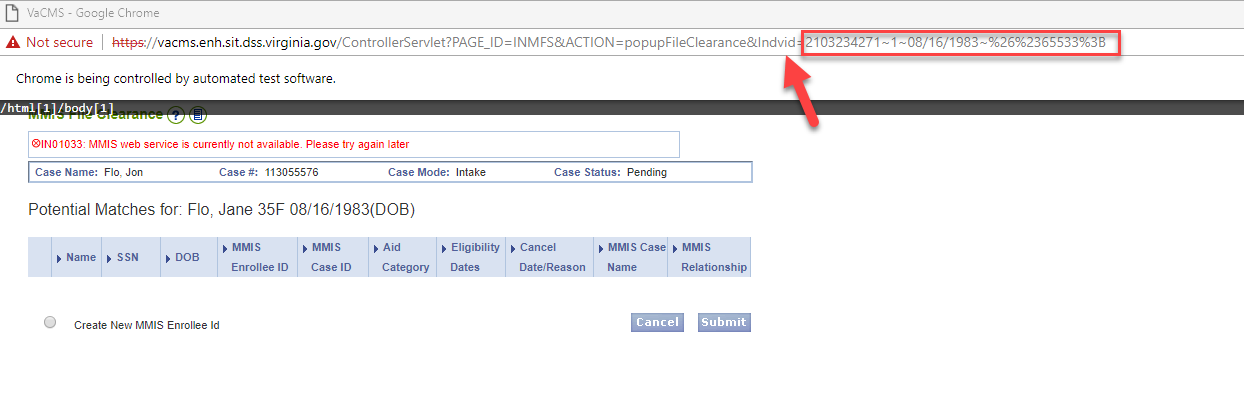 VaCMS - Google Chrome
Not secure https://vacms.enh.sit.dss.virginia.gov/ControllerServlet?PAGE_ID=INMFS&ACTION=popupFileClearance&Indvid=2103234271~1~08/16/1983~%26%2365533%3B
Chrome is being controlled by automated test software.
/html[1]/body[1]
MMIS File Clearance ?
IN01033: MMIS web service is currently not available. Please try again later
Case Name: Flo, Jon Case #: 113055576 Case Mode: Intake Case Status: Pending
Potential Matches for: Flo, Jane 35F 08/16/1983(DOB)
Name SSN DOB MMIS Enrollee ID MMIS Case ID Aid Category Eligibility Dates Cancel Date/Reason MMIS Case Name MMIS Relationship
Create New MMIS Enrollee Id Cancel Submit